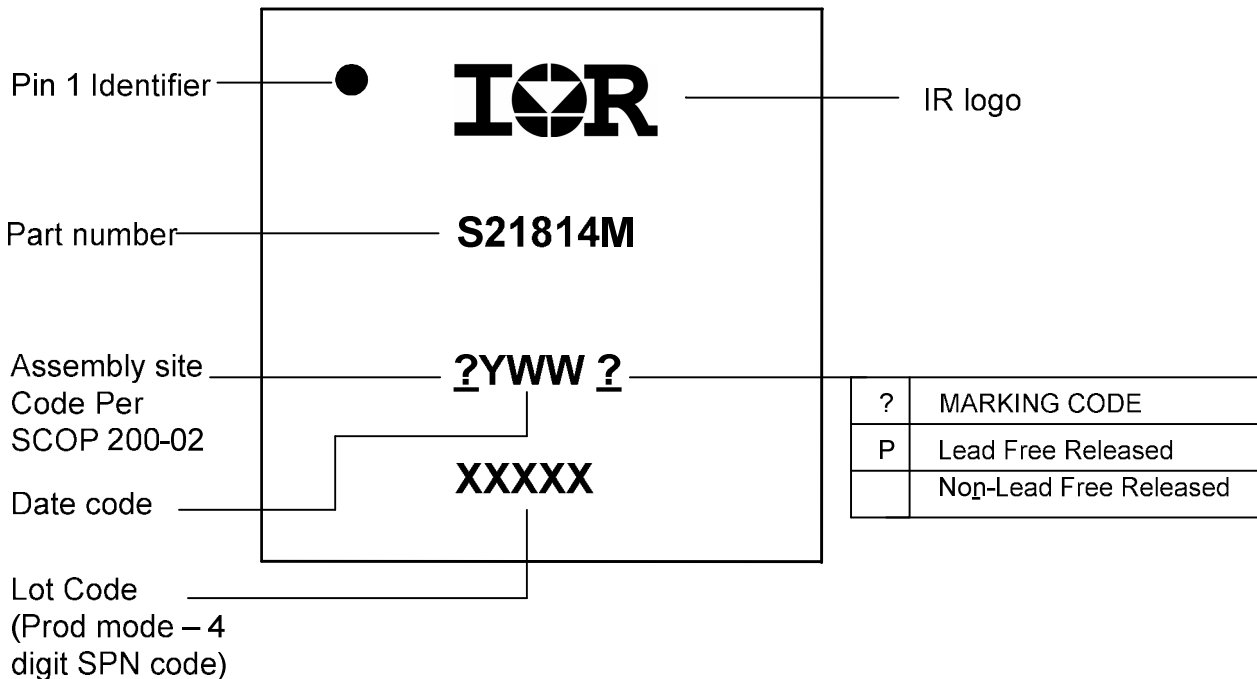 Pin 1 Identifier
IOR
IR logo
Part number
S21814M
Assembly site
Code Per
SCOP 200-02
?YWW ?
? MARKING CODE
P Lead Free Released
Non-Lead Free Released
Date code
XXXXX
Lot Code
(Prod mode – 4
digit SPN code)